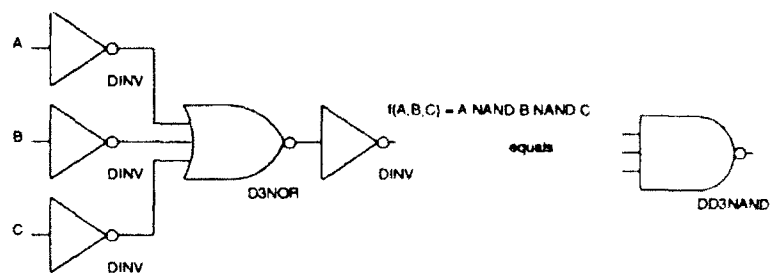 A
DINV
B
DINV
C
DINV
D3NOR
DINV
f(A,B,C) = A NAND B NAND C
equals
DD3NAND